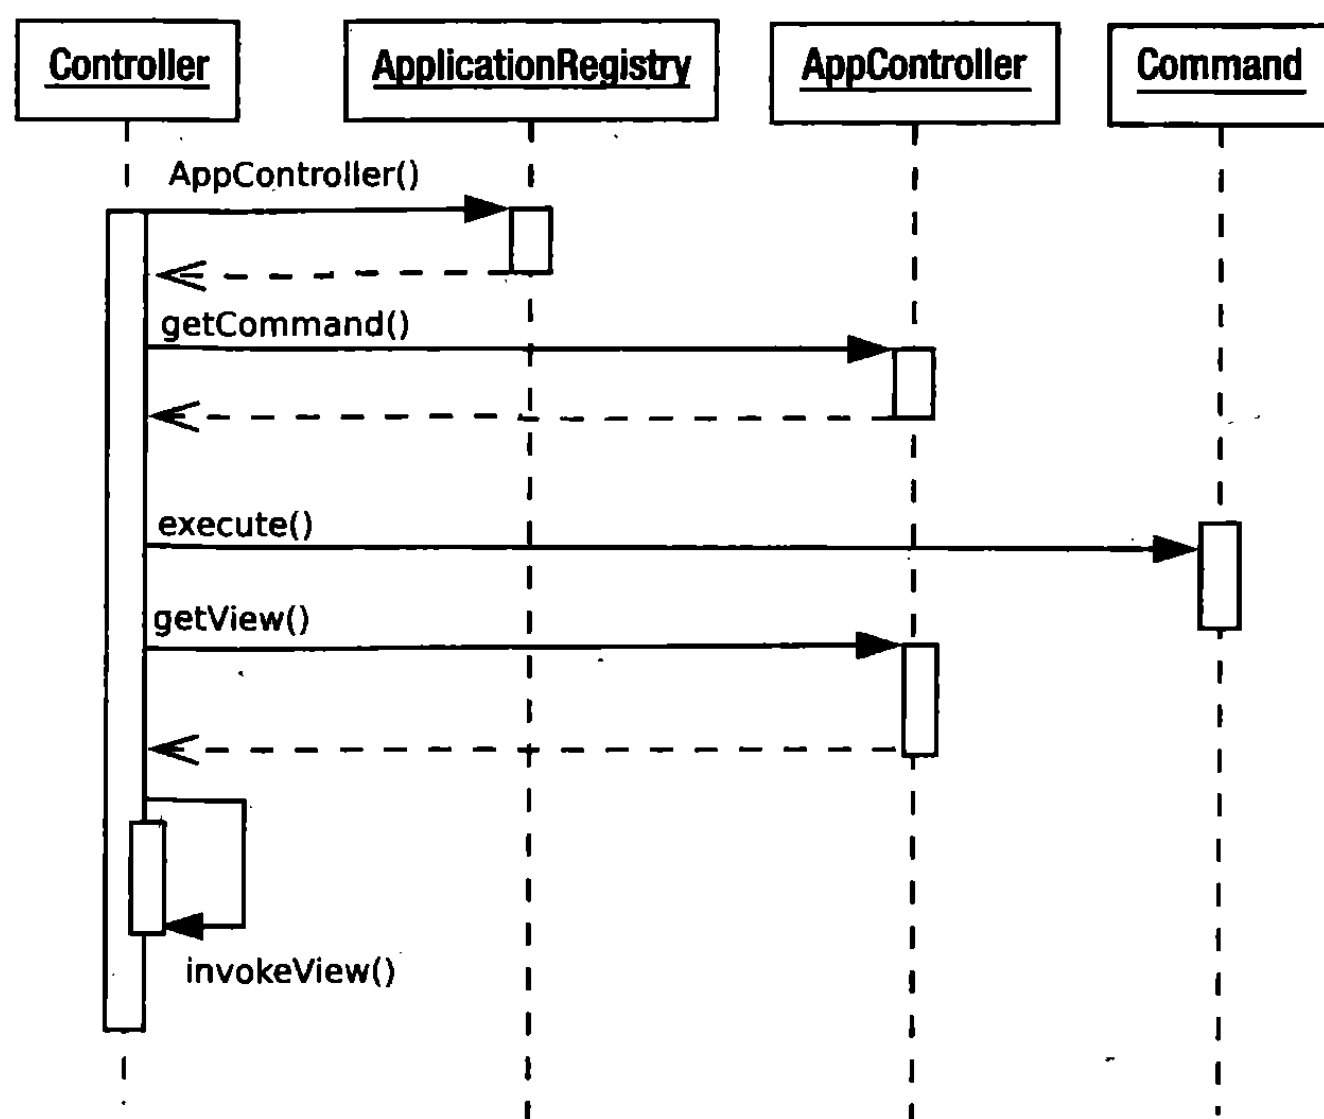 Controller
ApplicationRegistry
AppController
Command
AppController()
getCommand()
execute()
getView()
invokeView()